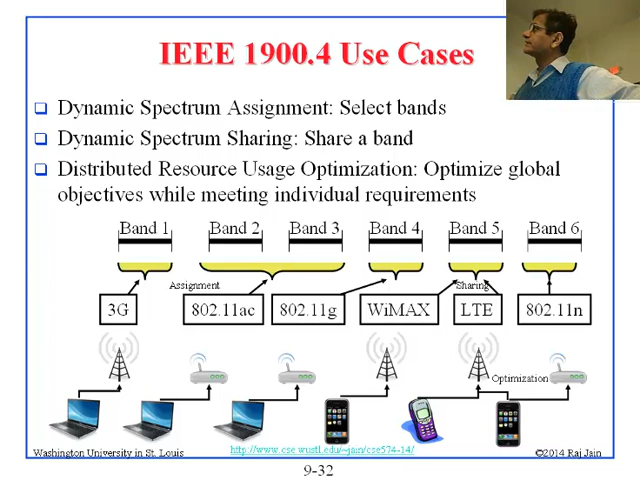 IEEE 1900.4 Use Cases
Dynamic Spectrum Assignment: Select bands
Dynamic Spectrum Sharing: Share a band
Distributed Resource Usage Optimization: Optimize global
objectives while meeting individual requirements
Band 1 Band 2 Band 3 Band 4 Band 5 Band 6
Assignment Sharing
3G 802.11ac 802.11g WiMAX LTE 802.11n
Optimization
Washington University in St. Louis http://www.cse.wustl.edu/~jain/cse574-14/ ©2014 Raj Jain
9-32